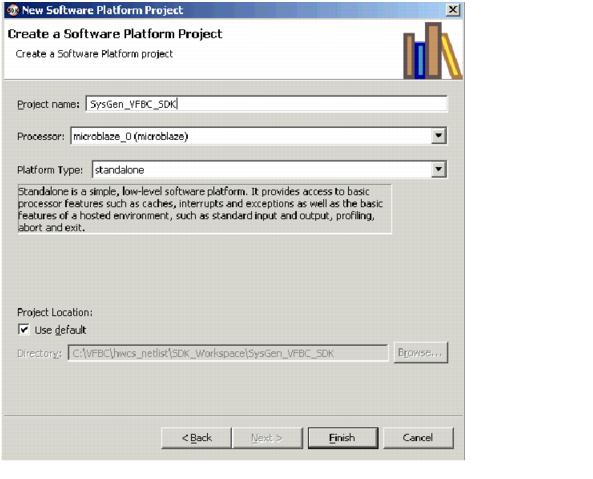 SDK New Software Platform Project
Create a Software Platform Project
Create a Software Platform project
Project name: SysGen_VFBC_SDK
Processor: microblaze_0 (microblaze)
Platform Type: standalone
Standalone is a simple, low-level software platform. It provides access to basic
processor features such as caches, interrupts and exceptions as well as the basic
features of a hosted environment, such as standard input and output, profiling,
abort and exit.
Project Location:
Use default
Directory: C:\VFBC\hwcs_netlist\SDK_Workspace\SysGen_VFBC_SDK Browse...
< Back Next > Finish Cancel